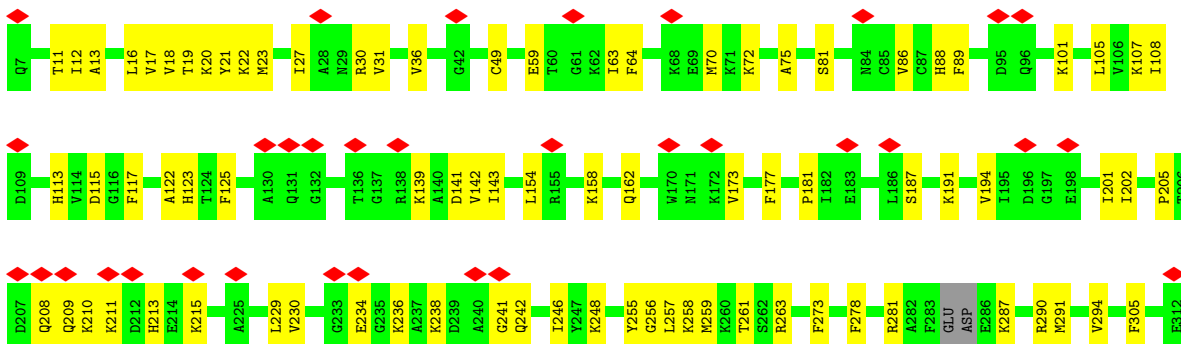 Q7 T11 I12 A13 L16 V17 V18 T19 K20 Y21 K22 M23 I27 A28 N29 R30 V31 V36 G42 C49 E59 T60 G61 K62 I63 F64 K68 E69 M70 K71 K72 A75 S81 N84 C85 V86 C87 H88 F89 D95 Q96 K101 L105 V106 K107 I108
D109 H113 V114 D115 G116 F117 A122 H123 T124 F125 A130 Q131 G132 T136 G137 R138 K139 A140 D141 V142 I143 L154 R155 K158 Q162 W170 N171 K172 V173 F177 P181 I182 E183 L186 S187 K191 V194 I195 D196 G197 E198 I201 I202 P205 T206
D207 Q208 Q209 K210 K211 D212 H213 E214 K215 A225 L229 V230 G233 E234 G235 K236 A237 K238 D239 A240 G241 Q242 I246 Y247 K248 Y255 G256 L257 K258 M259 K260 T261 S262 R263 F273 F278 R281 A282 F283 GLU ASP E286 K287 R290 M291 V294 F305 E312